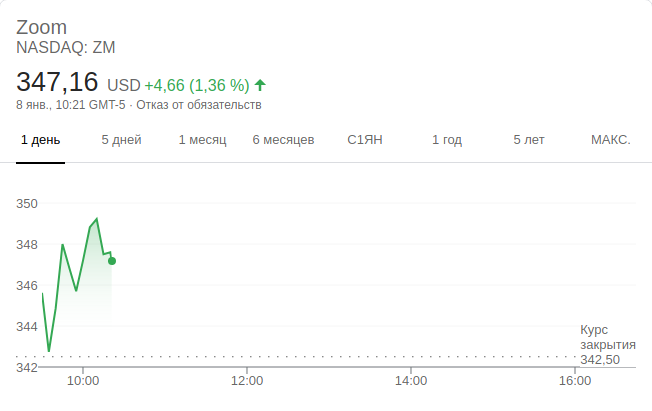 Zoom
NASDAQ: ZM
347,16 USD +4,66 (1,36 %)
8 янв., 10:21 GMT-5 · Отказ от обязательств
1 день 5 дней 1 месяц 6 месяцев С1ЯН 1 год 5 лет МАКС.
350
348
346
344
Курс
закрытия
342,50
342
10:00 12:00 14:00 16:00